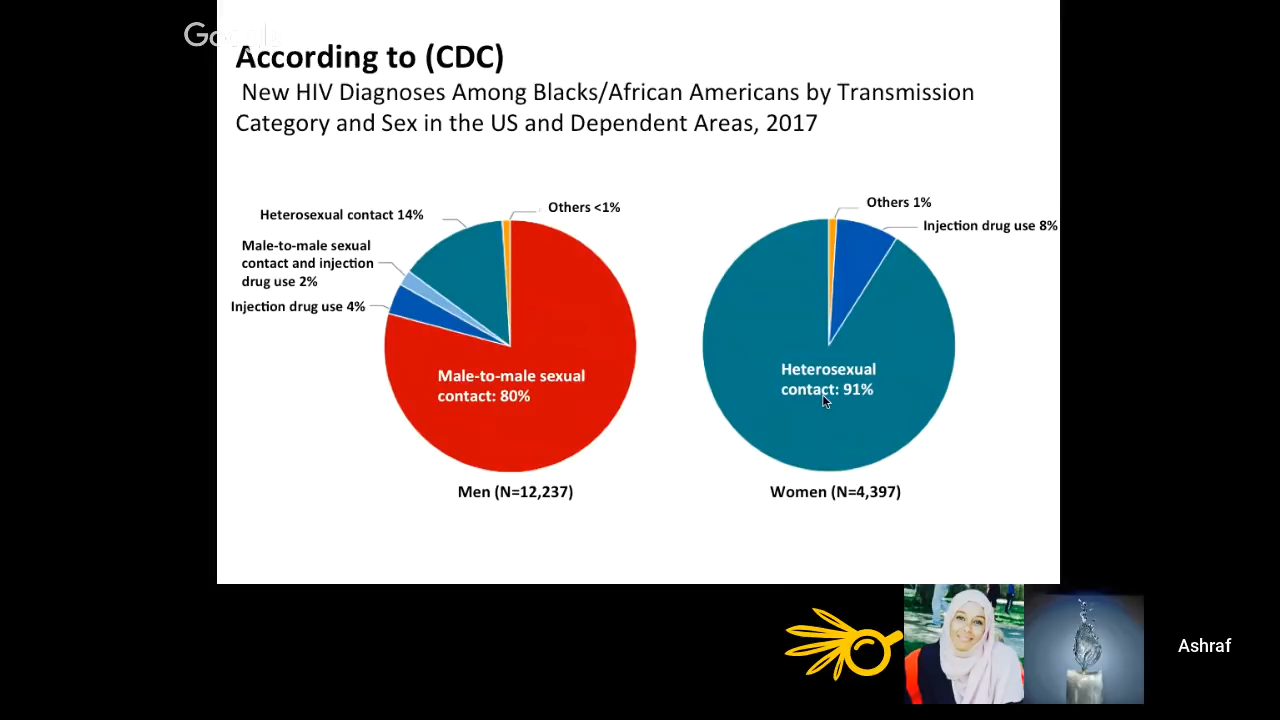 Google
According to (CDC)
New HIV Diagnoses Among Blacks/African Americans by Transmission
Category and Sex in the US and Dependent Areas, 2017
Others <1%
Heterosexual contact 14%
Male-to-male sexual
contact and injection
drug use 2%
Injection drug use 4%
Male-to-male sexual
contact: 80%
Men (N=12,237)
Others 1%
Injection drug use 8%
Heterosexual
contact: 91%
Women (N=4,397)
Ashraf